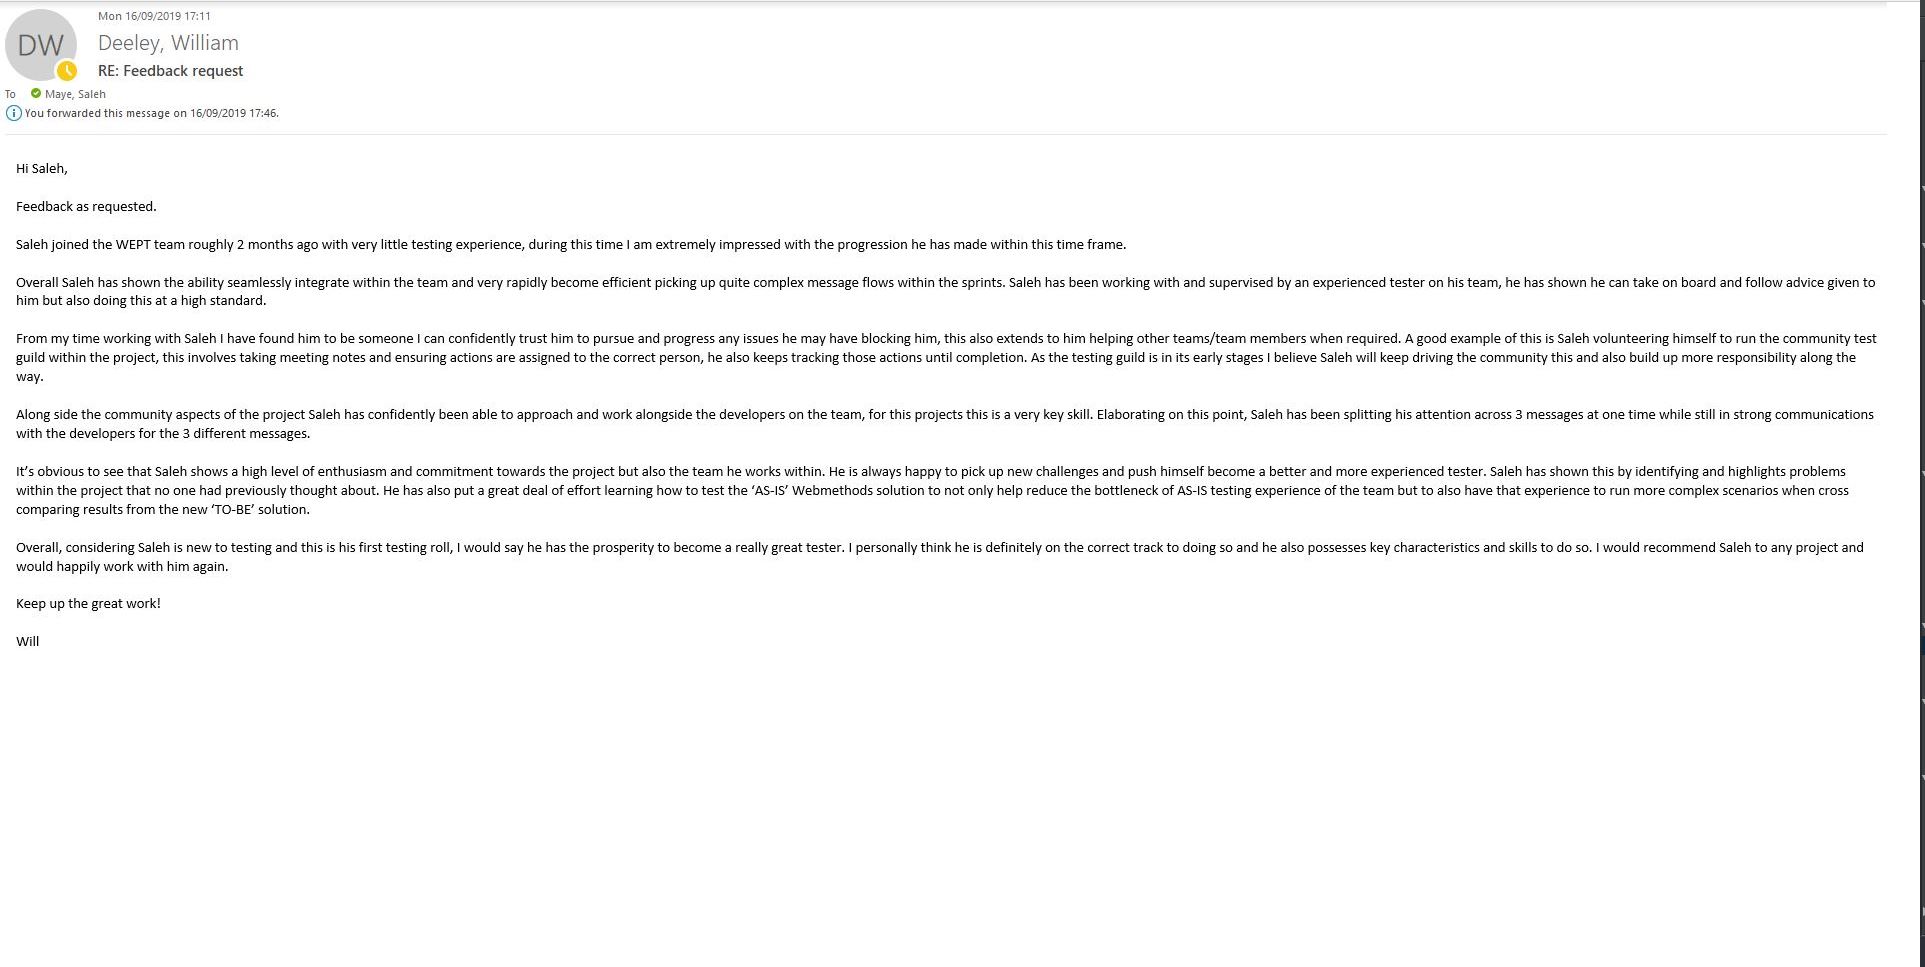 Mon 16/09/2019 17:11
DW
Deeley, William
RE: Feedback request
To Maye, Saleh
You forwarded this message on 16/09/2019 17:46.
Hi Saleh,
Feedback as requested.
Saleh joined the WEPT team roughly 2 months ago with very little testing experience, during this time I am extremely impressed with the progression he has made within this time frame.
Overall Saleh has shown the ability seamlessly integrate within the team and very rapidly become efficient picking up quite complex message flows within the sprints. Saleh has been working with and supervised by an experienced tester on his team, he has shown he can take on board and follow advice given to
him but also doing this at a high standard.
From my time working with Saleh I have found him to be someone I can confidently trust him to pursue and progress any issues he may have blocking him, this also extends to him helping other teams/team members when required. A good example of this is Saleh volunteering himself to run the community test
guild within the project, this involves taking meeting notes and ensuring actions are assigned to the correct person, he also keeps tracking those actions until completion. As the testing guild is in its early stages I believe Saleh will keep driving the community this and also build up more responsibility along the
way.
Along side the community aspects of the project Saleh has confidently been able to approach and work alongside the developers on the team, for this projects this is a very key skill. Elaborating on this point, Saleh has been splitting his attention across 3 messages at one time while still in strong communications
with the developers for the 3 different messages.
It’s obvious to see that Saleh shows a high level of enthusiasm and commitment towards the project but also the team he works within. He is always happy to pick up new challenges and push himself become a better and more experienced tester. Saleh has shown this by identifying and highlights problems
within the project that no one had previously thought about. He has also put a great deal of effort learning how to test the ‘AS-IS’ Webmethods solution to not only help reduce the bottleneck of AS-IS testing experience of the team but to also have that experience to run more complex scenarios when cross
comparing results from the new ‘TO-BE’ solution.
Overall, considering Saleh is new to testing and this is his first testing roll, I would say he has the prosperity to become a really great tester. I personally think he is definitely on the correct track to doing so and he also possesses key characteristics and skills to do so. I would recommend Saleh to any project and
would happily work with him again.
Keep up the great work!
Will